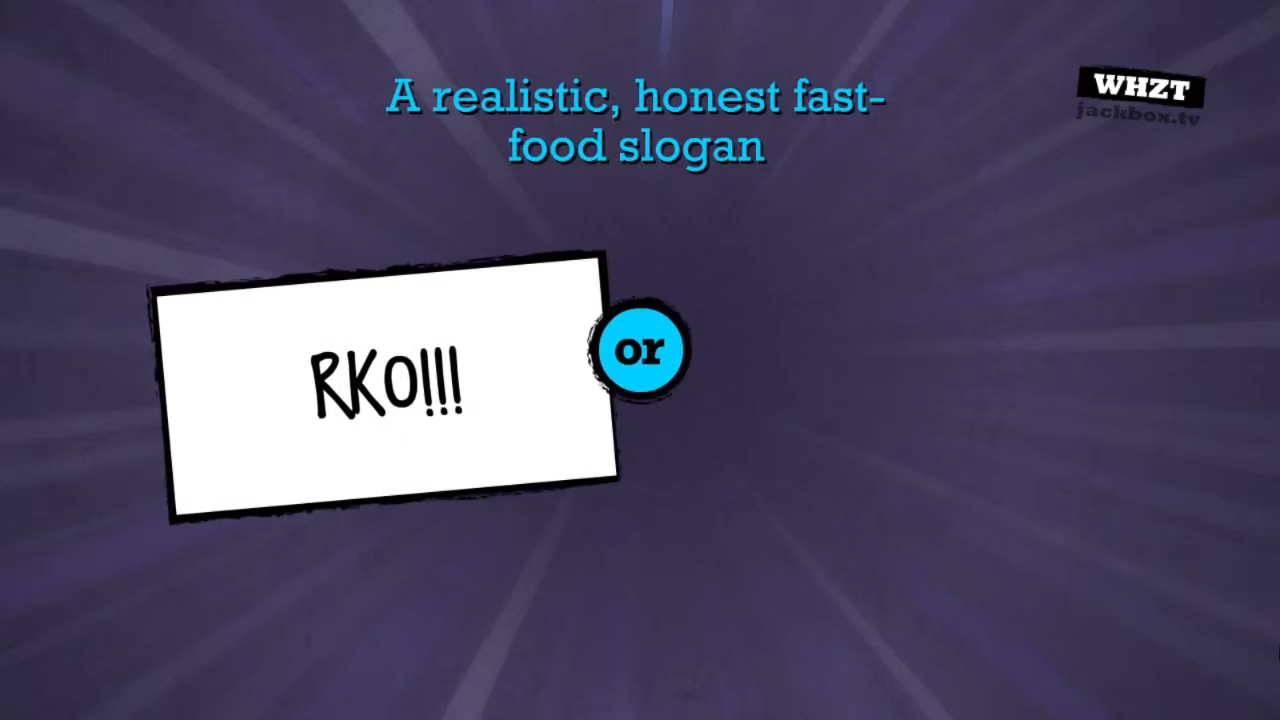 A realistic, honest fast-
food slogan
WHZT
jackbox.tv
RKO!!!
or